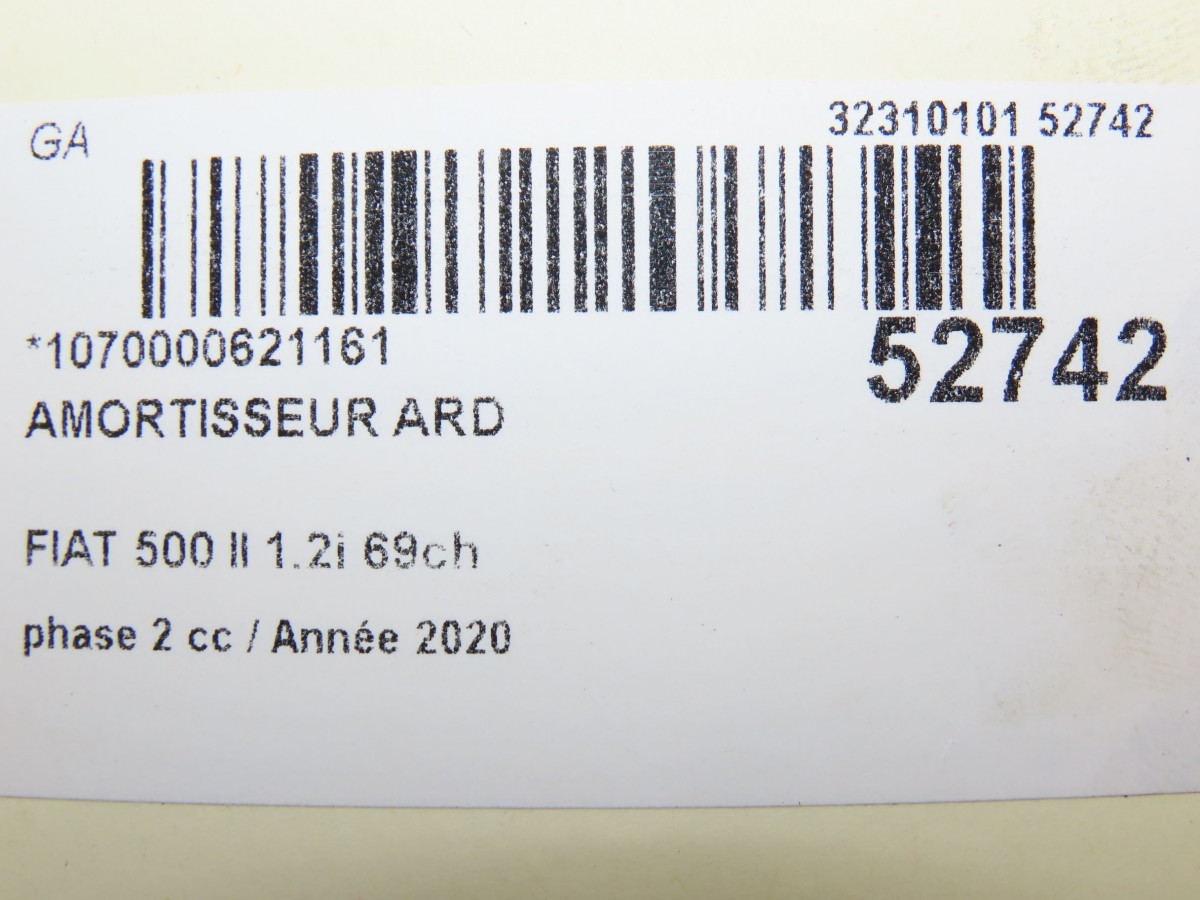 GA
32310101 52742
*1070000621161
52742
AMORTISSEUR ARD
FIAT 500 II 1.2i 69ch
phase 2 cc / Année 2020